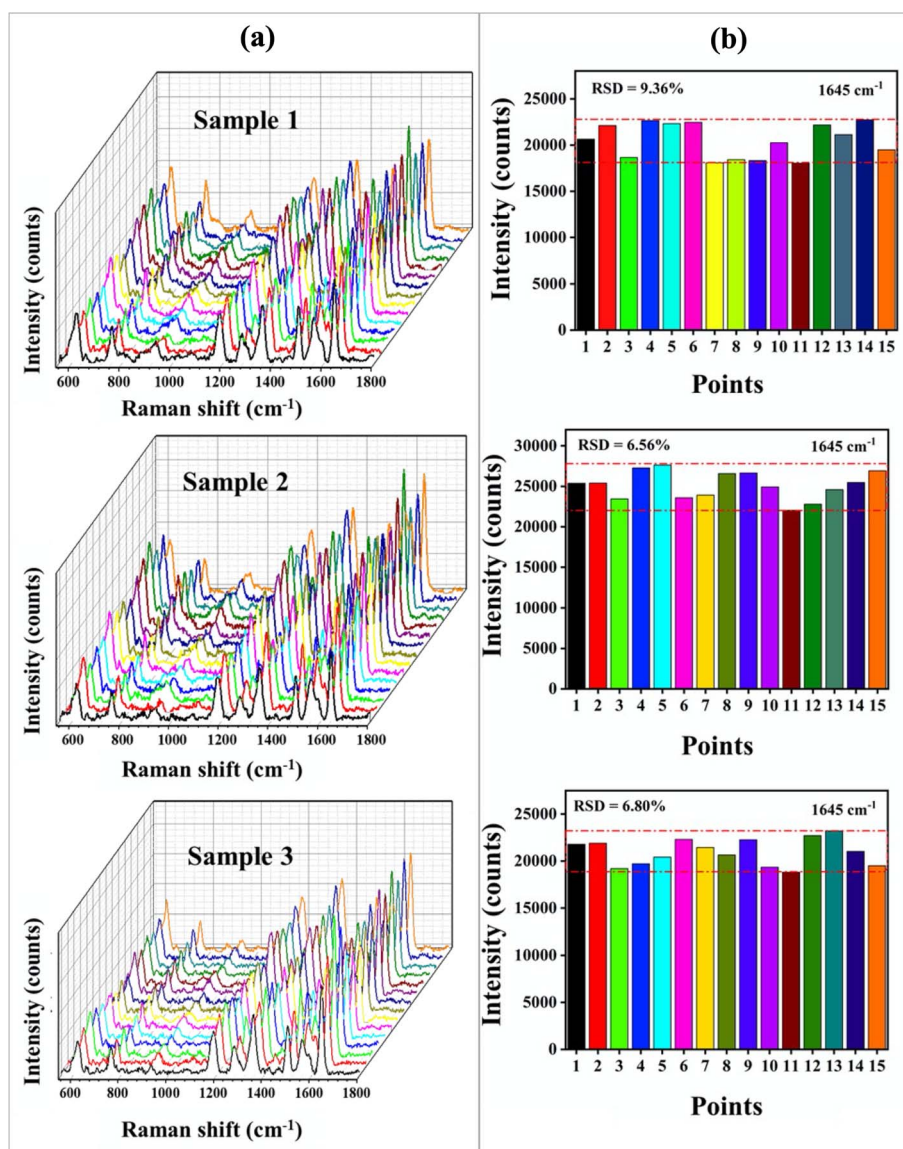 (a)
Sample 1
Intensity (counts)
600 800 1000 1200 1400 1600 1800
Raman shift (cm⁻¹)
Sample 2
Intensity (counts)
600 800 1000 1200 1400 1600 1800
Raman shift (cm⁻¹)
Sample 3
Intensity (counts)
600 800 1000 1200 1400 1600 1800
Raman shift (cm⁻¹)
(b)
RSD = 9.36% 1645 cm⁻¹
Intensity (counts)
25000
20000
15000
10000
5000
0
1 2 3 4 5 6 7 8 9 10 11 12 13 14 15
Points
RSD = 6.56% 1645 cm⁻¹
Intensity (counts)
30000
25000
20000
15000
10000
5000
0
1 2 3 4 5 6 7 8 9 10 11 12 13 14 15
Points
RSD = 6.80% 1645 cm⁻¹
Intensity (counts)
25000
20000
15000
10000
5000
0
1 2 3 4 5 6 7 8 9 10 11 12 13 14 15
Points